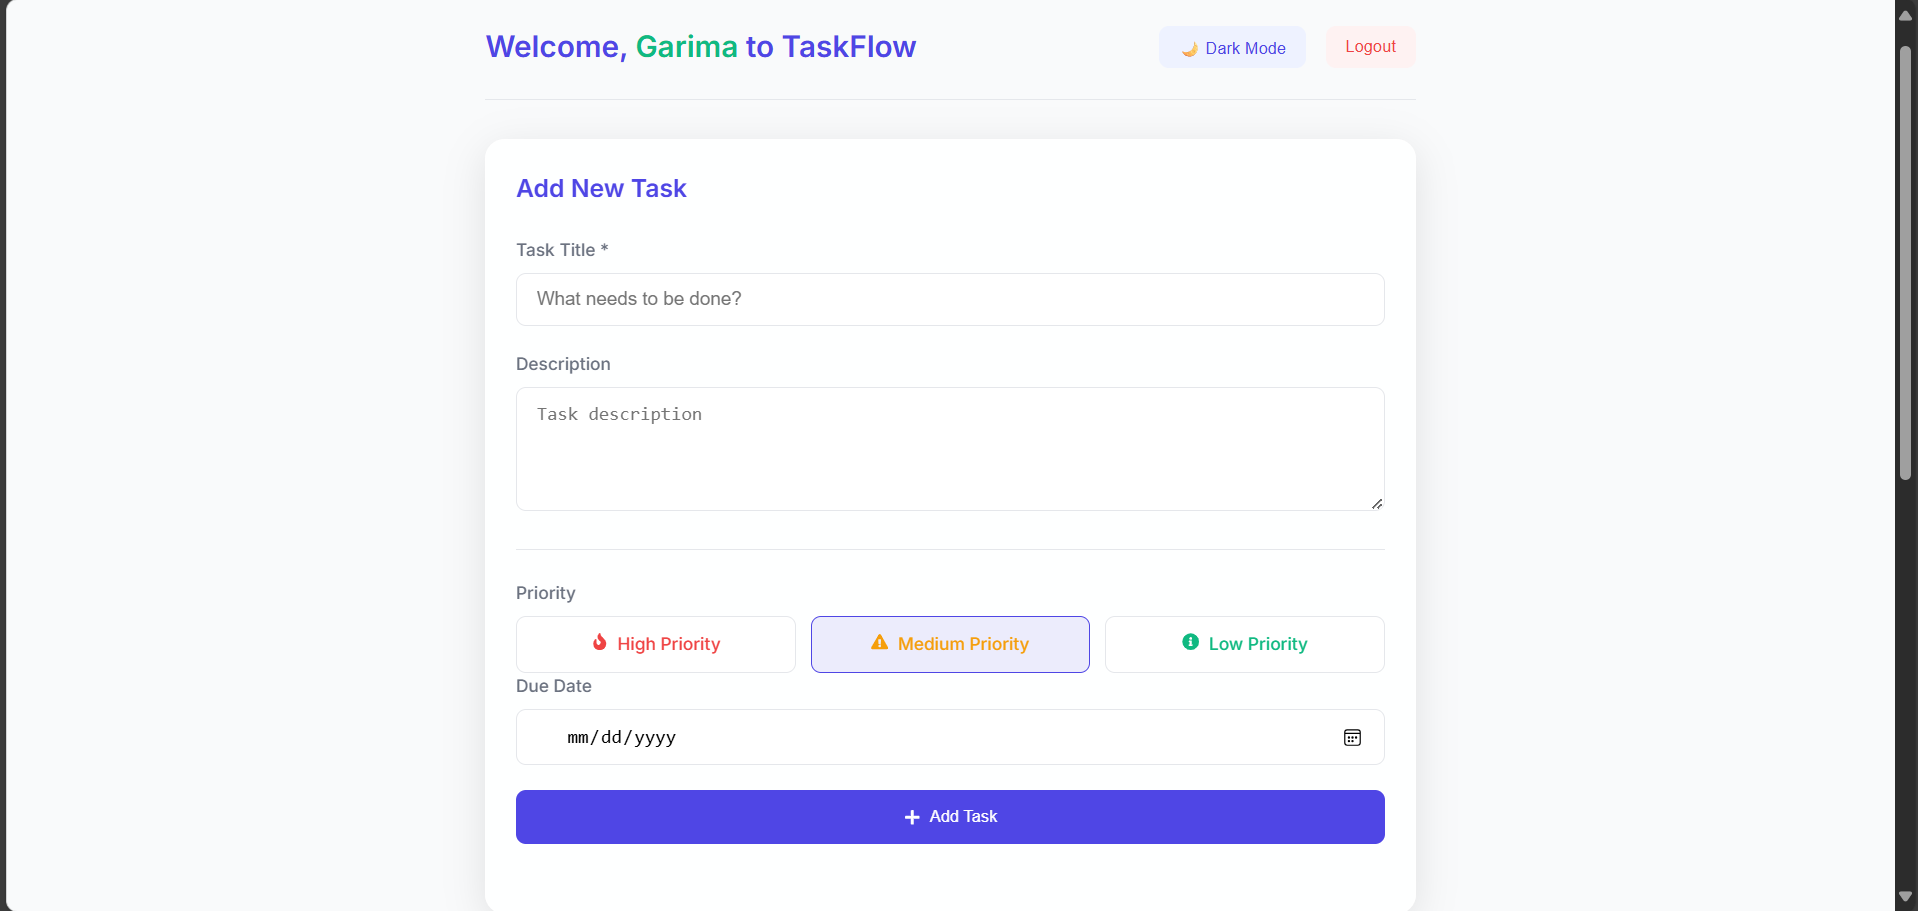 Welcome, Garima to TaskFlow
🌙 Dark Mode
Logout
Add New Task
Task Title *
What needs to be done?
Description
Task description
Priority
High Priority
Medium Priority
Low Priority
Due Date
mm/dd/yyyy
Add Task